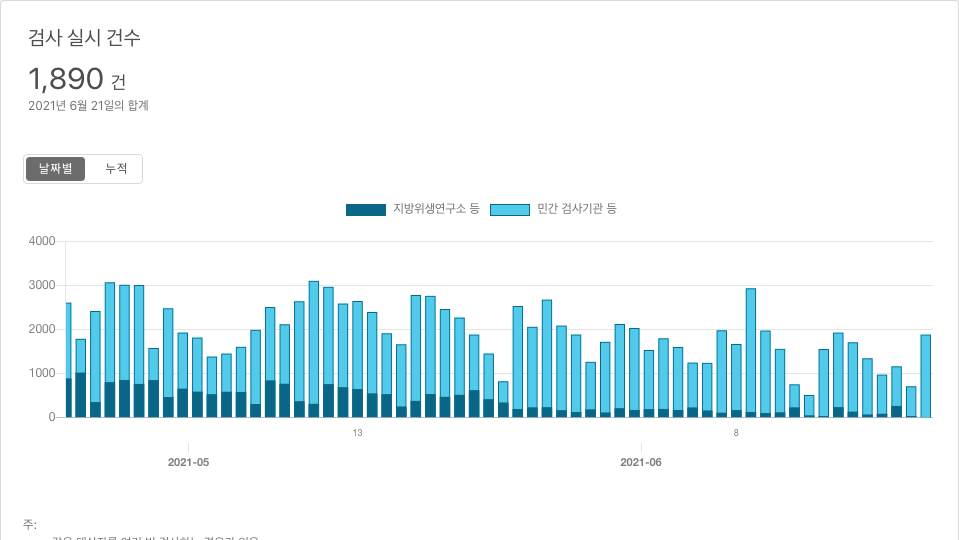 검사 실시 건수
1,890 건
2021년 6월 21일의 합계
날짜별 누적
지방위생연구소 등 민간 검사기관 등
4000
3000
2000
1000
0
13 8
2021-05 2021-06
주: